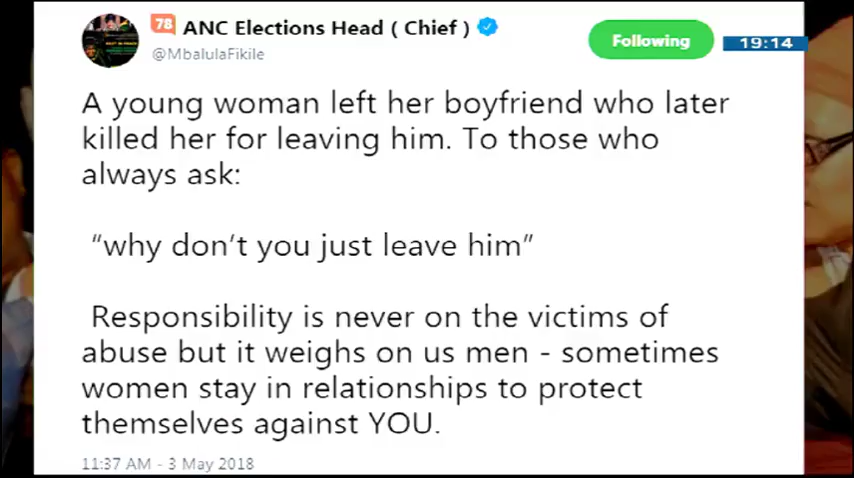 78 ANC Elections Head ( Chief )
@MbalulaFikile
Following
19:14
A young woman left her boyfriend who later
killed her for leaving him. To those who
always ask:
“why don’t you just leave him”
Responsibility is never on the victims of
abuse but it weighs on us men - sometimes
women stay in relationships to protect
themselves against YOU.
11:37 AM - 3 May 2018